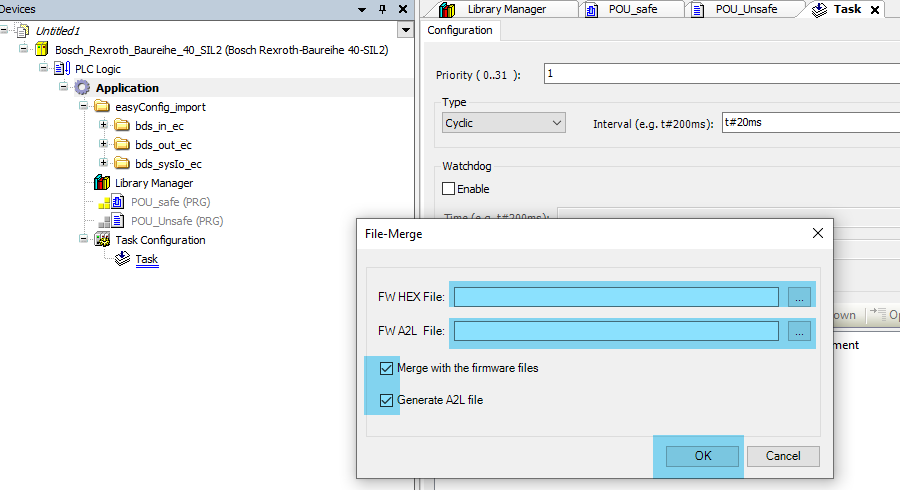 Devices
Untitled1
Bosch_Rexroth_Baureihe_40_SIL2 (Bosch Rexroth-Baureihe 40-SIL2)
PLC Logic
Application
easyConfig_import
bds_in_ec
bds_out_ec
bds_sysIo_ec
Library Manager
POU_safe (PRG)
POU_Unsafe (PRG)
Task Configuration
Task
Library Manager POU_safe POU_Unsafe Task
Configuration
Priority ( 0..31 ): 1
Type
Cyclic Interval (e.g. t#200ms): t#20ms
Watchdog
Enable
Time (e.g. t#200ms):
File-Merge
FW HEX File: ...
FW A2L File: ...
Merge with the firmware files
Generate A2L file
OK Cancel
own Op
ment